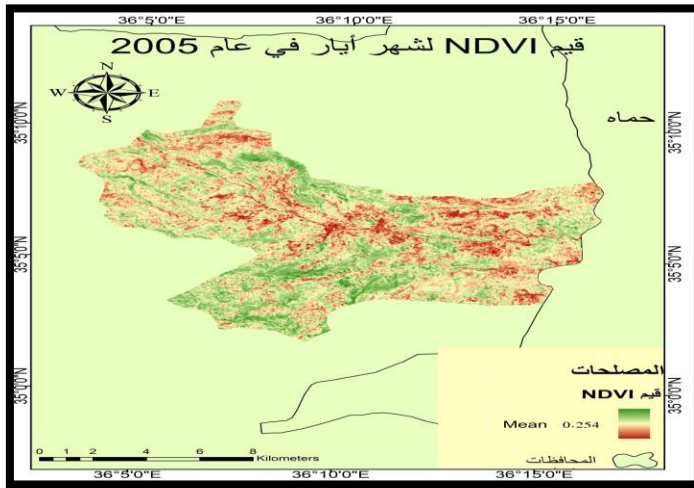 36°5'0"E 36°10'0"E 36°15'0"E
قيم NDVI لشهر أيار في عام 2005
N
W E
S
حماه
35°10'0"N 35°10'0"N
35°5'0"N 35°5'0"N
35°0'0"N 35°0'0"N
المصلحات
قيم NDVI
Mean 0.254
المحافظات
0 1 2 4 6 8
Kilometers
36°5'0"E 36°10'0"E 36°15'0"E